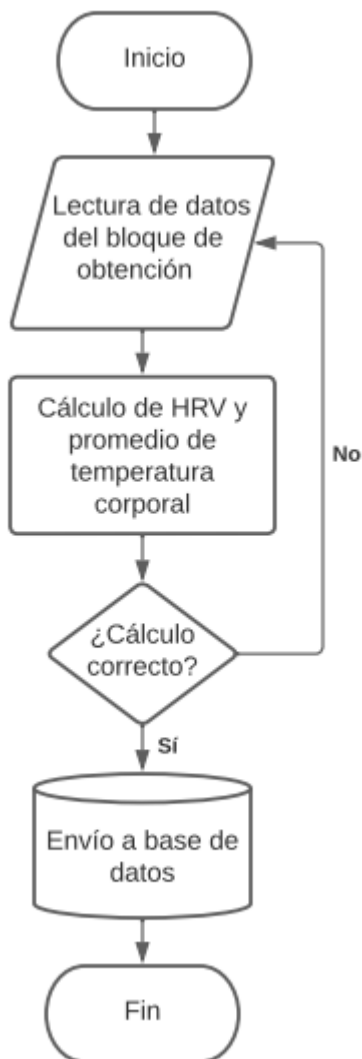 Inicio
Lectura de datos
del bloque de
obtención
Cálculo de HRV y
promedio de
temperatura
corporal
No
¿Cálculo
correcto?
Sí
Envío a base de
datos
Fin